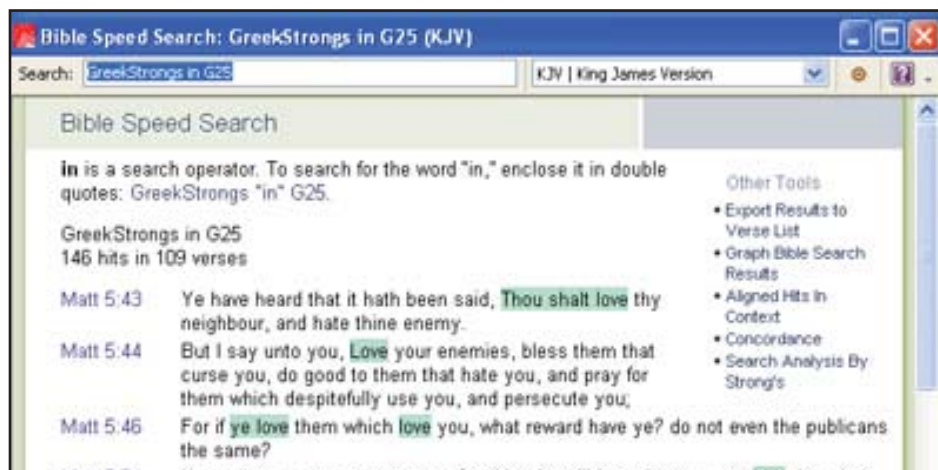 Bible Speed Search: GreekStrongs in G25 (KJV)
Search: GreekStrongs in G25 KJV | King James Version
Bible Speed Search
in is a search operator. To search for the word "in," enclose it in double
quotes: GreekStrongs "in" G25.
GreekStrongs in G25
146 hits in 109 verses
Matt 5:43 Ye have heard that it hath been said, Thou shalt love thy
neighbour, and hate thine enemy.
Matt 5:44 But I say unto you, Love your enemies, bless them that
curse you, do good to them that hate you, and pray for
them which despitefully use you, and persecute you;
Matt 5:46 For if ye love them which love you, what reward have ye? do not even the publicans
the same?
Other Tools
• Export Results to
Verse List
• Graph Bible Search
Results
• Aligned Hits In
Context
• Concordance
• Search Analysis By
Strong's